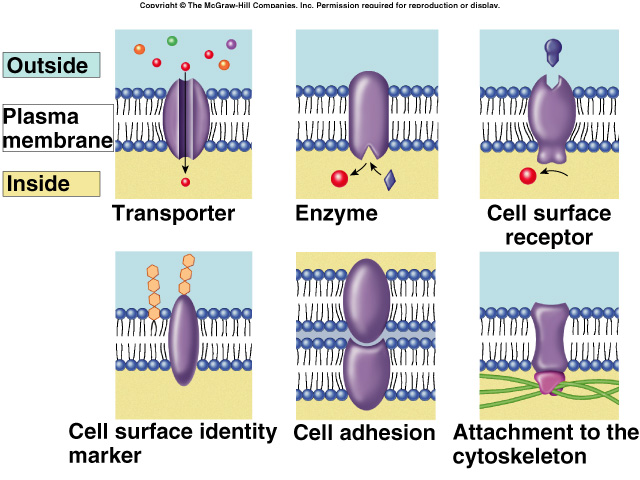 Copyright © The McGraw-Hill Companies, Inc. Permission required for reproduction or display.
Outside
Plasma
membrane
Inside
Transporter
Enzyme
Cell surface
receptor
Cell surface identity
marker
Cell adhesion
Attachment to the
cytoskeleton